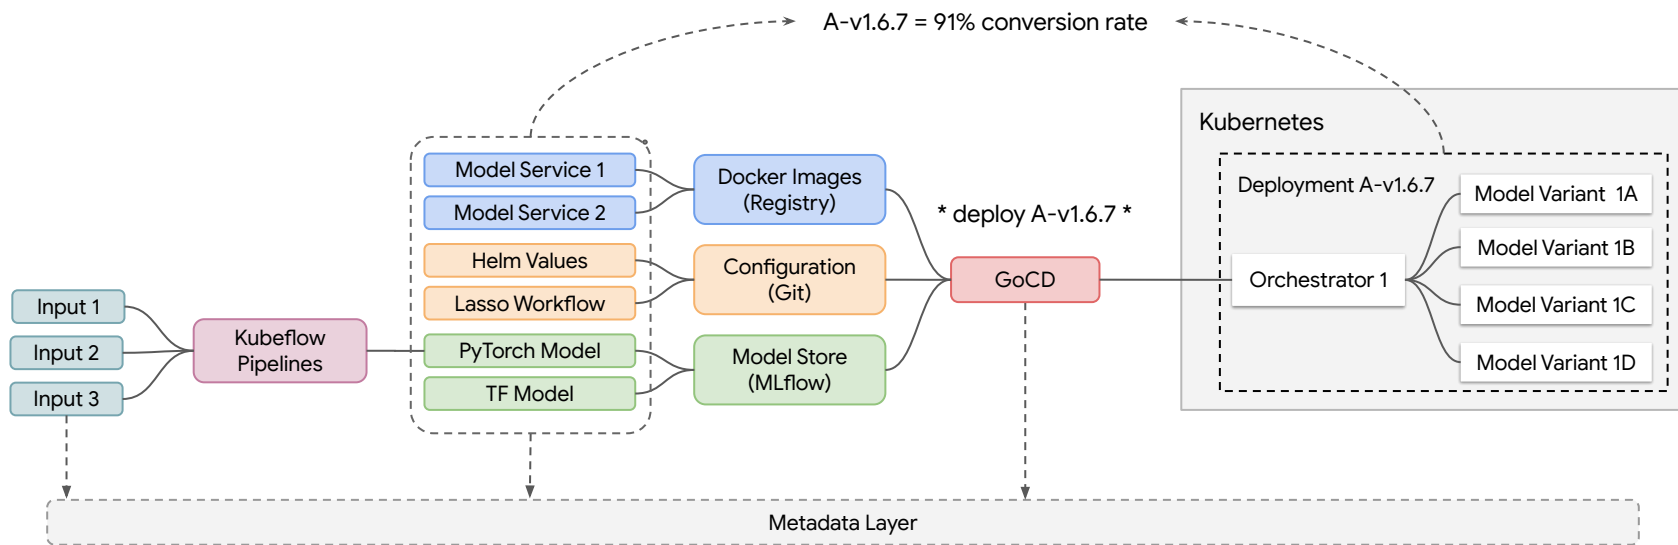 A-v1.6.7 = 91% conversion rate
Kubernetes
Model Service 1
Model Service 2
Helm Values
Lasso Workflow
PyTorch Model
TF Model
Docker Images
(Registry)
Configuration
(Git)
Model Store
(MLflow)
* deploy A-v1.6.7 *
GoCD
Deployment A-v1.6.7
Orchestrator 1
Model Variant 1A
Model Variant 1B
Model Variant 1C
Model Variant 1D
Input 1
Input 2
Input 3
Kubeflow
Pipelines
Metadata Layer